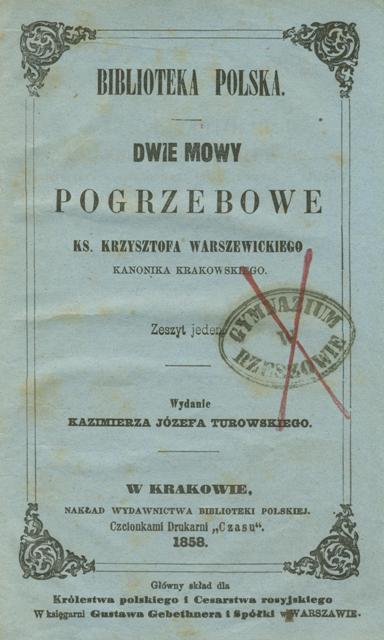 BIBLIOTEKA POLSKA.
DWIE MOWY
POGRZEBOWE
KS. KRZYSZTOFA WARSZEWICKIEGO
KANONIKA KRAKOWSKIEGO.
Zeszyt jeden.
GYMNAZIUM
W
RZESZOWIE
Wydanie
KAZIMIERZA JÓZEFA TUROWSKIEGO.
W KRAKOWIE,
NAKŁAD WYDAWNICTWA BIBLIOTEKI POLSKIEJ.
Czcionkami Drukarni „Czasu“.
1858.
Główny skład dla
Królestwa polskiego i Cesarstwa rosyjskiego
W księgarni Gustawa Gebethnera i Spółki w WARSZAWIE.